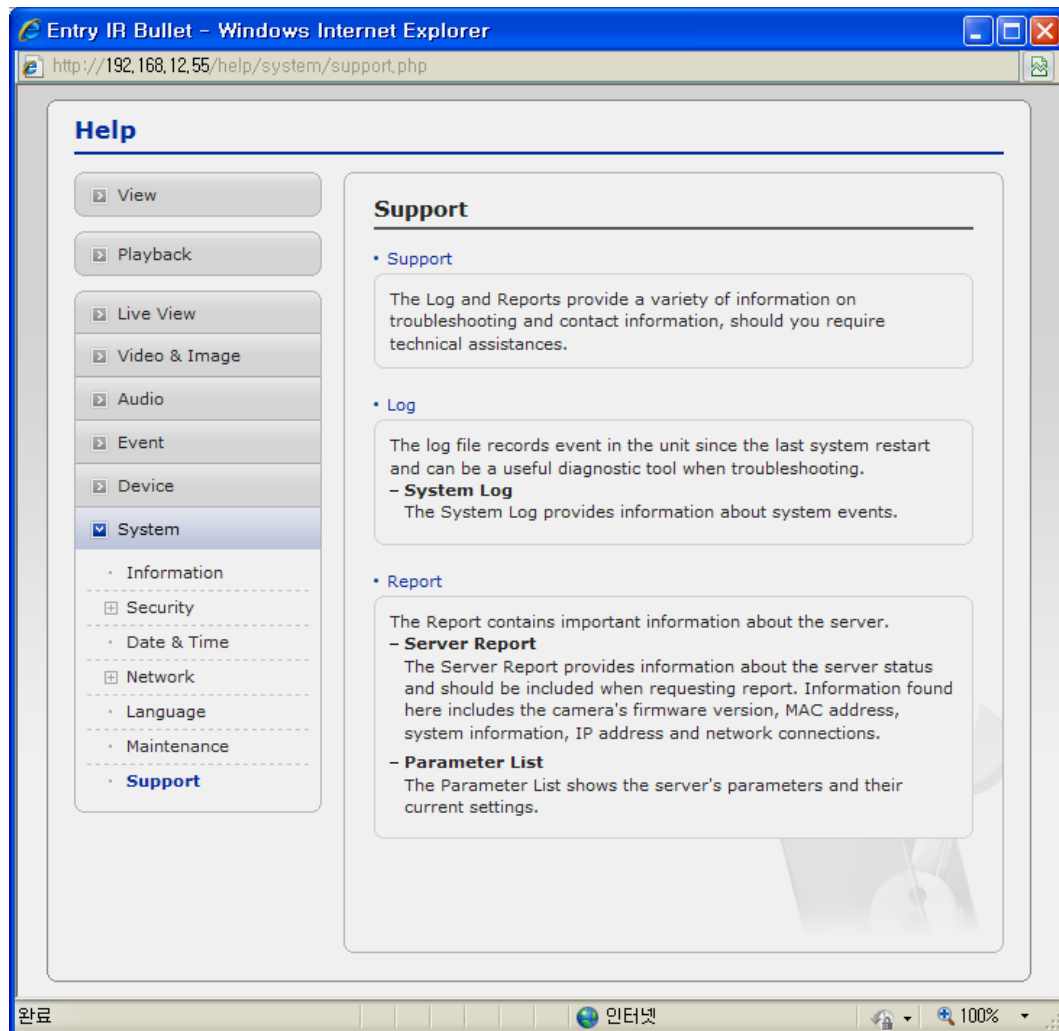 Entry IR Bullet – Windows Internet Explorer
http://192,168,12,55/help/system/support,php
Help
View
Playback
Live View
Video & Image
Audio
Event
Device
System
· Information
Security
· Date & Time
Network
· Language
· Maintenance
· Support
Support
• Support
The Log and Reports provide a variety of information on
troubleshooting and contact information, should you require
technical assistances.
• Log
The log file records event in the unit since the last system restart
and can be a useful diagnostic tool when troubleshooting.
– System Log
The System Log provides information about system events.
• Report
The Report contains important information about the server.
– Server Report
The Server Report provides information about the server status
and should be included when requesting report. Information found
here includes the camera's firmware version, MAC address,
system information, IP address and network connections.
– Parameter List
The Parameter List shows the server's parameters and their
current settings.
완료
인터넷
100%